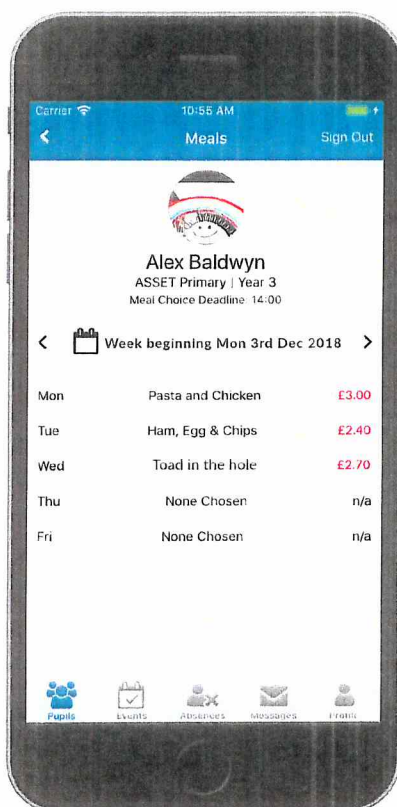 Carrier 10:55 AM
Meals Sign Out
Alex Baldwyn
ASSET Primary | Year 3
Meal Choice Deadline 14:00
Week beginning Mon 3rd Dec 2018
Mon Pasta and Chicken £3.00
Tue Ham, Egg & Chips £2.40
Wed Toad in the hole £2.70
Thu None Chosen n/a
Fri None Chosen n/a
Pupils Events Absences Messages Profile